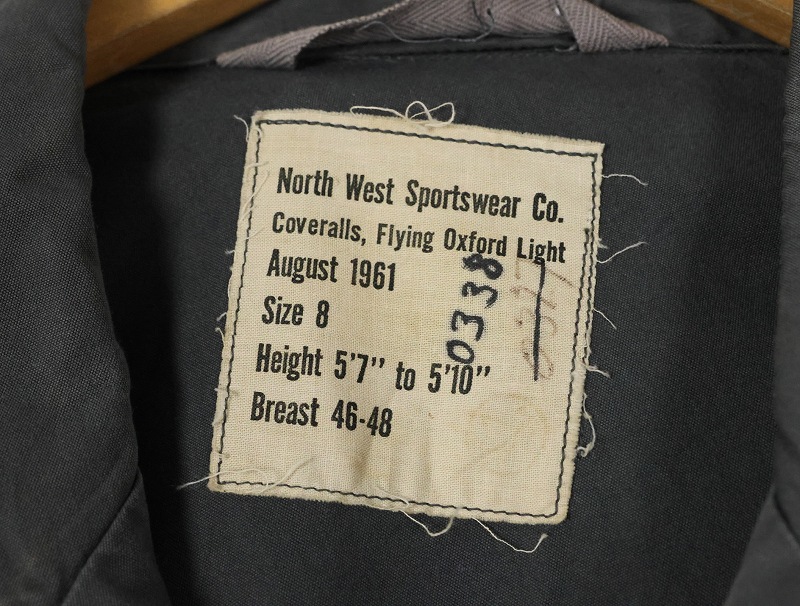 North West Sportswear Co.
Coveralls, Flying Oxford Light
August 1961
Size 8
Height 5'7" to 5'10"
Breast 46-48
0338
0317